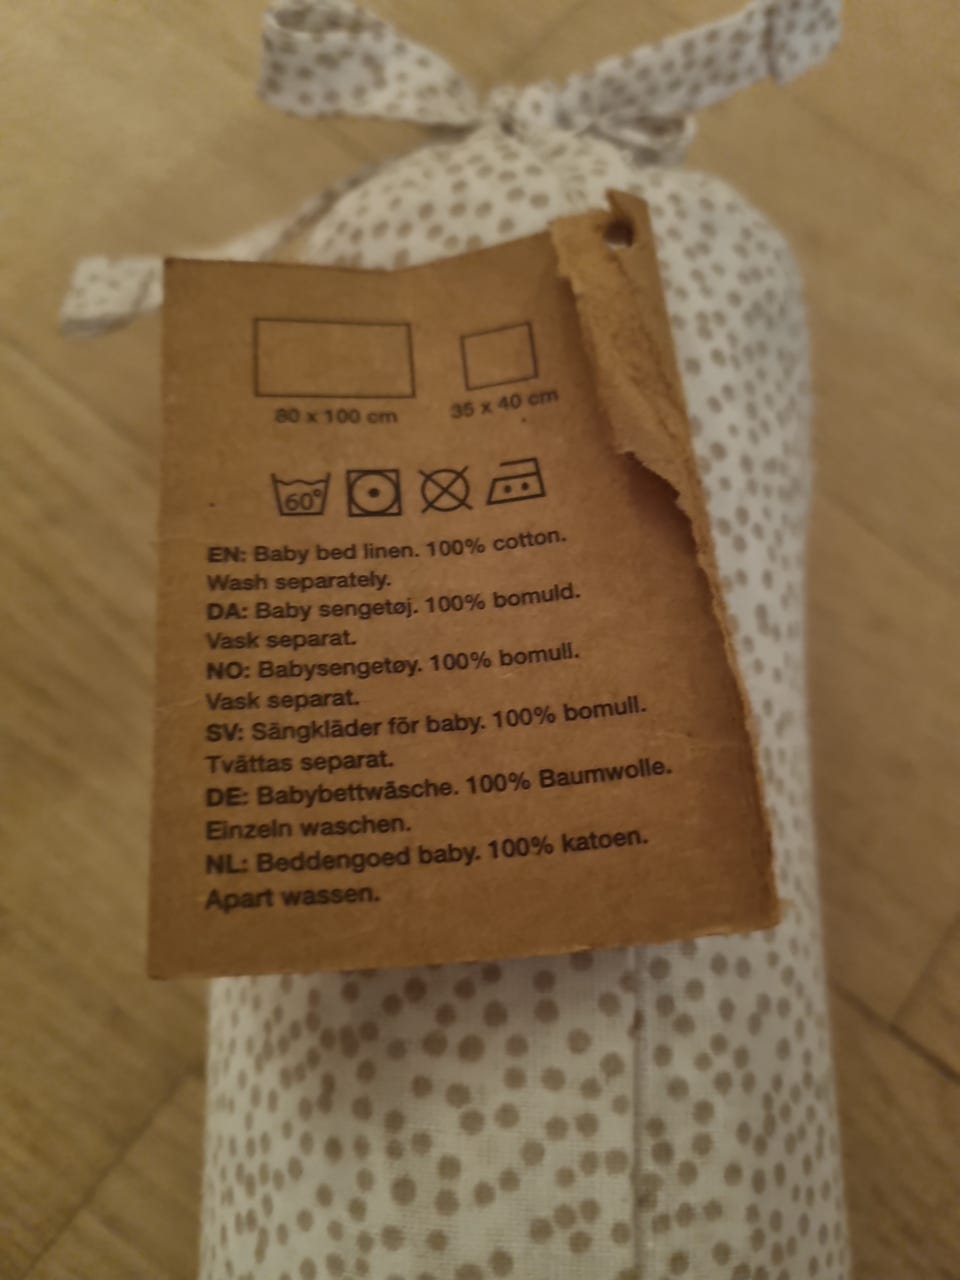 80 x 100 cm
35 x 40 cm
60°
EN: Baby bed linen. 100% cotton.
Wash separately.
DA: Baby sengetøj. 100% bomuld.
Vask separat.
NO: Babysengetøy. 100% bomull.
Vask separat.
SV: Sängkläder för baby. 100% bomull.
Tvättas separat.
DE: Babybettwäsche. 100% Baumwolle.
Einzeln waschen.
NL: Beddengoed baby. 100% katoen.
Apart wassen.